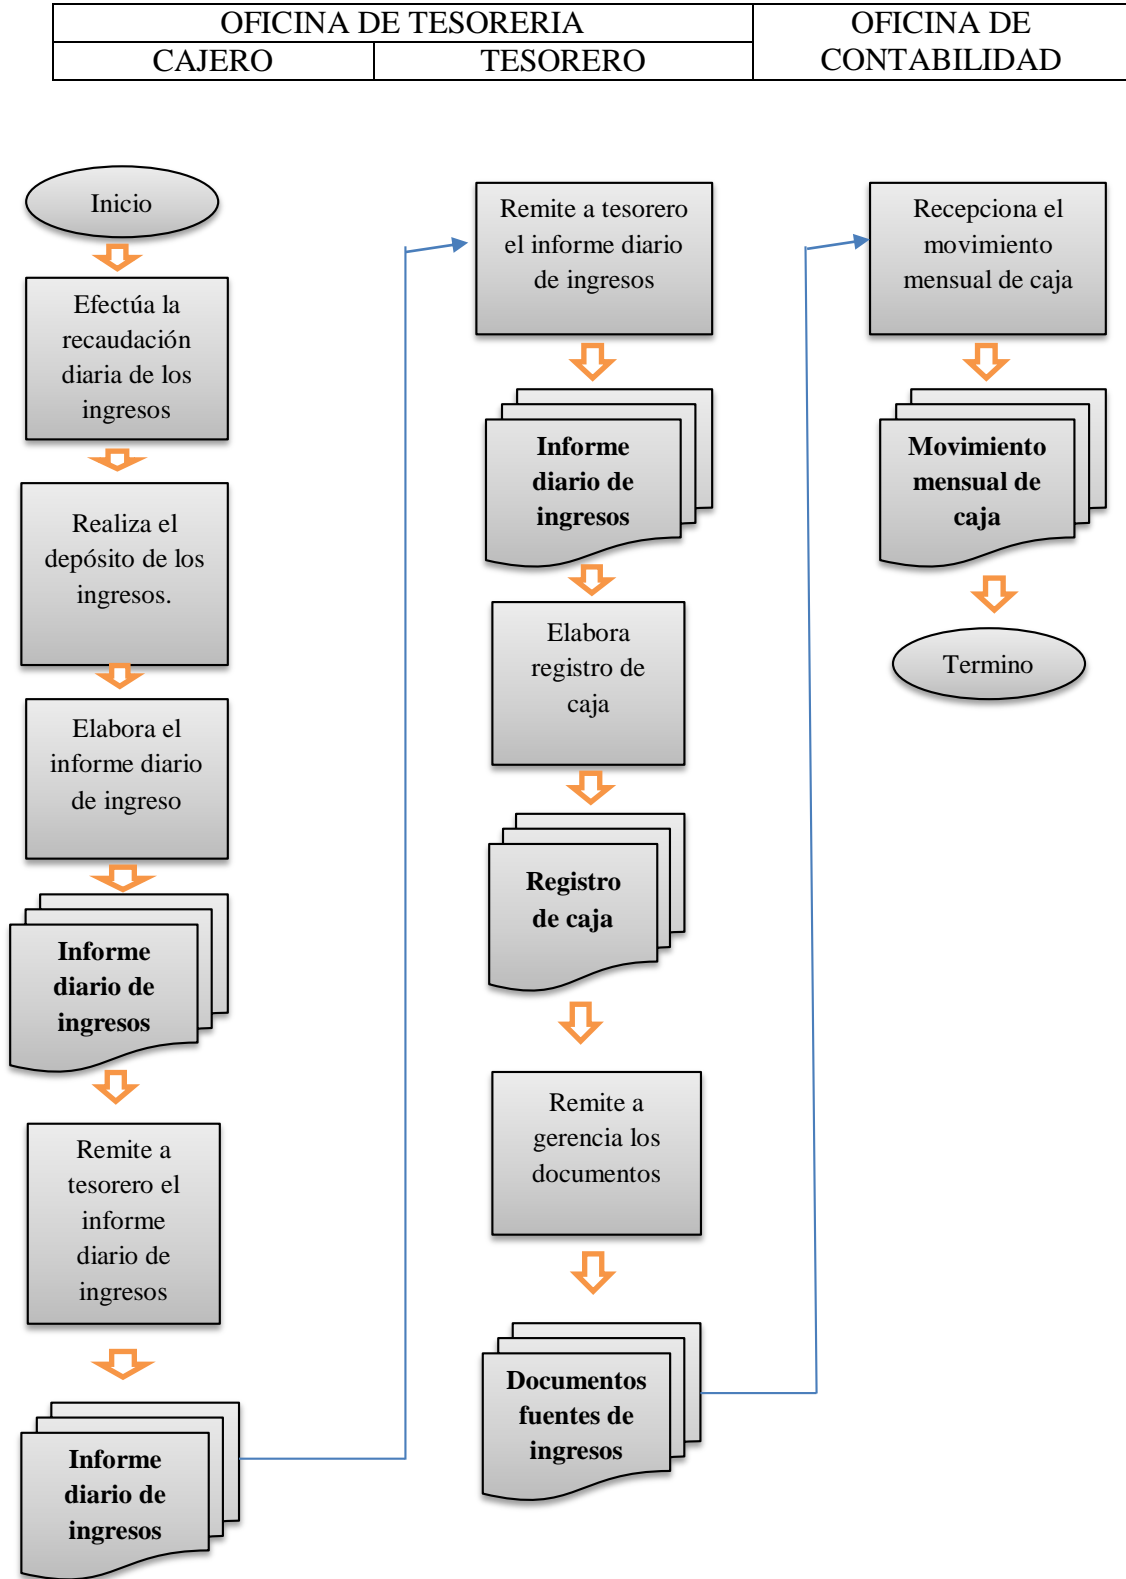 OFICINA DE TESORERIA
OFICINA DE
CONTABILIDAD
CAJERO
TESORERO
Inicio
Efectúa la
recaudación
diaria de los
ingresos
Realiza el
depósito de los
ingresos.
Elabora el
informe diario
de ingreso
Informe
diario de
ingresos
Remite a
tesorero el
informe
diario de
ingresos
Informe
diario de
ingresos
Remite a tesorero
el informe diario
de ingresos
Informe
diario de
ingresos
Elabora
registro de
caja
Registro
de caja
Remite a
gerencia los
documentos
Documentos
fuentes de
ingresos
Recepciona el
movimiento
mensual de caja
Movimiento
mensual de
caja
Termino